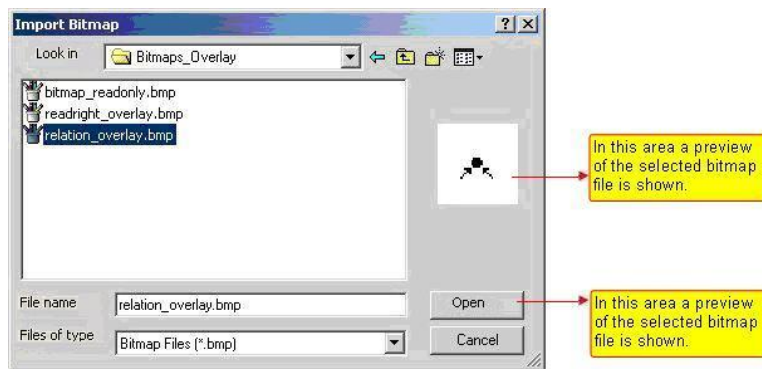 Import Bitmap
Look in
Bitmaps_Overlay
bitmap_readonly.bmp
readright_overlay.bmp
relation_overlay.bmp
In this area a preview
of the selected bitmap
file is shown.
File name
relation_overlay.bmp
Open
In this area a preview
of the selected bitmap
file is shown.
Files of type
Bitmap Files (*.bmp)
Cancel